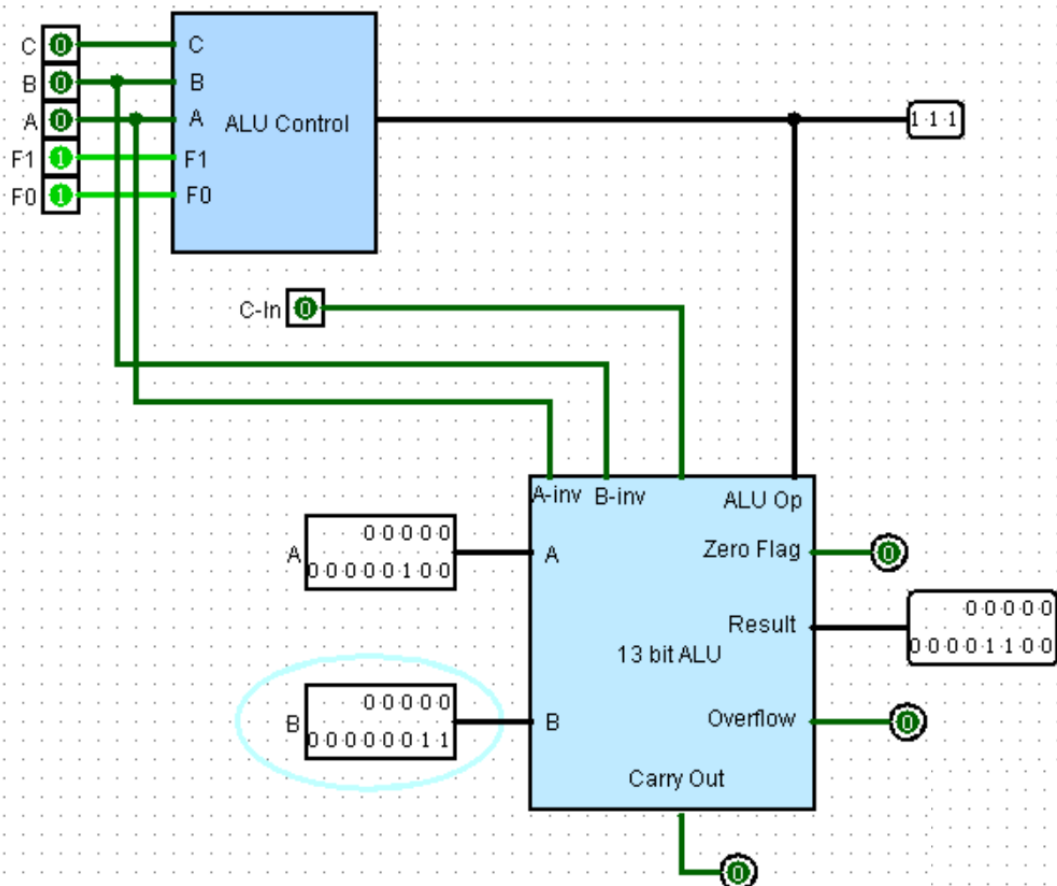 C 0 C
B 0 B
A 0 A ALU Control 1 1 1
F1 1 F1
F0 1 F0
C-In 0
A-inv B-inv ALU Op
0 0 0 0 0
A 0 0 0 0 0 1 0 0 A Zero Flag 0
0 0 0 0 0
Result 0 0 0 0 1 1 0 0
13 bit ALU
0 0 0 0 0
B 0 0 0 0 0 0 1 1 B Overflow 0
Carry Out
0